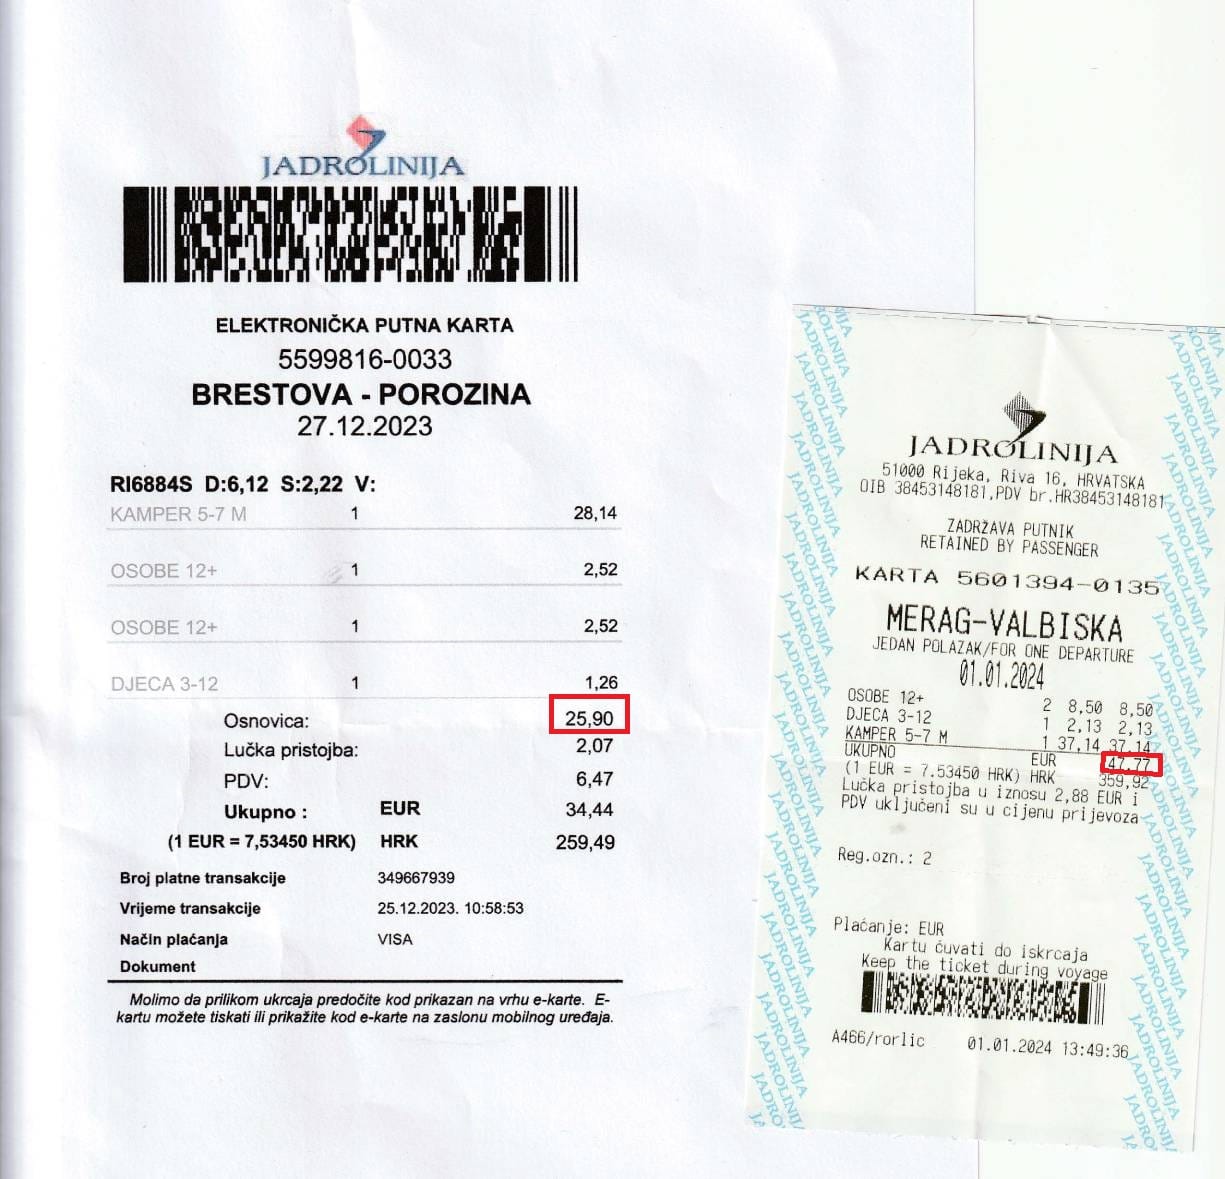 JADROLINIJA
ELEKTRONIČKA PUTNA KARTA
5599816-0033
BRESTOVA - POROZINA
27.12.2023
RI6884S D:6,12 S:2,22 V:
KAMPER 5-7 M 1 28,14
OSOBE 12+ 1 2,52
OSOBE 12+ 1 2,52
DJECA 3-12 1 1,26
Osnovica: 25,90
Lučka pristojba: 2,07
PDV: 6,47
Ukupno : EUR 34,44
(1 EUR = 7,53450 HRK) HRK 259,49
Broj platne transakcije 349667939
Vrijeme transakcije 25.12.2023. 10:58:53
Način plaćanja VISA
Dokument
Molimo da prilikom ukrcaja predočite kod prikazan na vrhu e-karte. E-
kartu možete tiskati ili prikažite kod e-karte na zaslonu mobilnog uređaja.
JADROLINIJA
51000 Rijeka, Riva 16, HRVATSKA
OIB 38453148181,PDV br.HR38453148181
ZADRŽAVA PUTNIK
RETAINED BY PASSENGER
KARTA 5601394-0135
MERAG-VALBISKA
JEDAN POLAZAK/FOR ONE DEPARTURE
01.01.2024
OSOBE 12+ 2 8,50 8,50
DJECA 3-12 1 2,13 2,13
KAMPER 5-7 M 1 37,14 37,14
UKUPNO EUR 47,77
(1 EUR = 7.53450 HRK) HRK 359,92
Lučka pristojba u iznosu 2,88 EUR i
PDV uključeni su u cijenu prijevoza
Reg.ozn.: 2
Plaćanje: EUR
Kartu čuvati do iskrcaja
Keep the ticket during voyage
A466/rorlic 01.01.2024 13:49:36